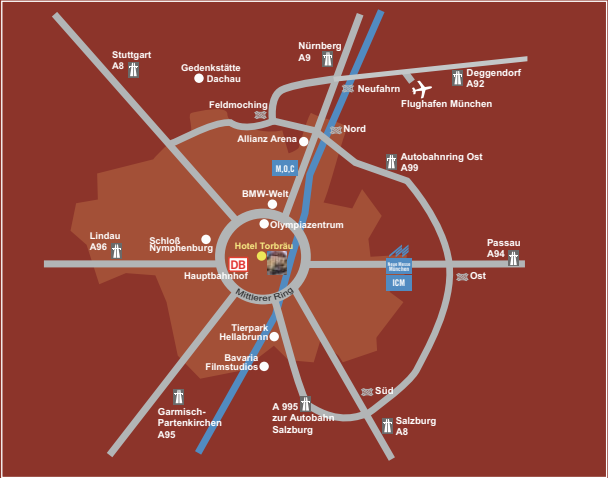 Stuttgart
A8
Gedenkstätte
Dachau
Nürnberg
A9
Deggendorf
A92
Neufahrn
Flughafen München
Feldmoching
Nord
Allianz Arena
Autobahnring Ost
A99
M,O,C
BMW-Welt
Olympiazentrum
Lindau
A96
Schloß
Nymphenburg
Hotel Torbräu
DB
Hauptbahnhof
Neue Messe
München
ICM
Passau
A94
Ost
Mittlerer Ring
Tierpark
Hellabrunn
Bavaria
Filmstudios
Süd
Garmisch-
Partenkirchen
A95
A 995
zur Autobahn
Salzburg
Salzburg
A8